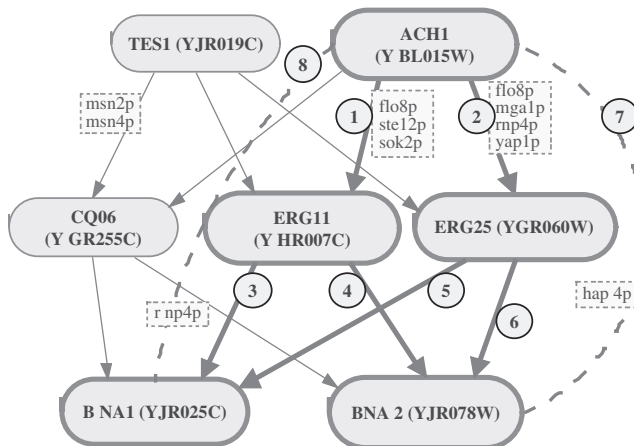 TES1 (YJR019C)
ACH1
(Y BL015W)
8
msn2p
msn4p
1
flo8p
ste12p
sok2p
2
flo8p
mga1p
rnp4p
yap1p
7
CQ06
(Y GR255C)
ERG11
(Y HR007C)
ERG25 (YGR060W)
r np4p
3
4
5
6
hap 4p
B NA1 (YJR025C)
BNA 2 (YJR078W)